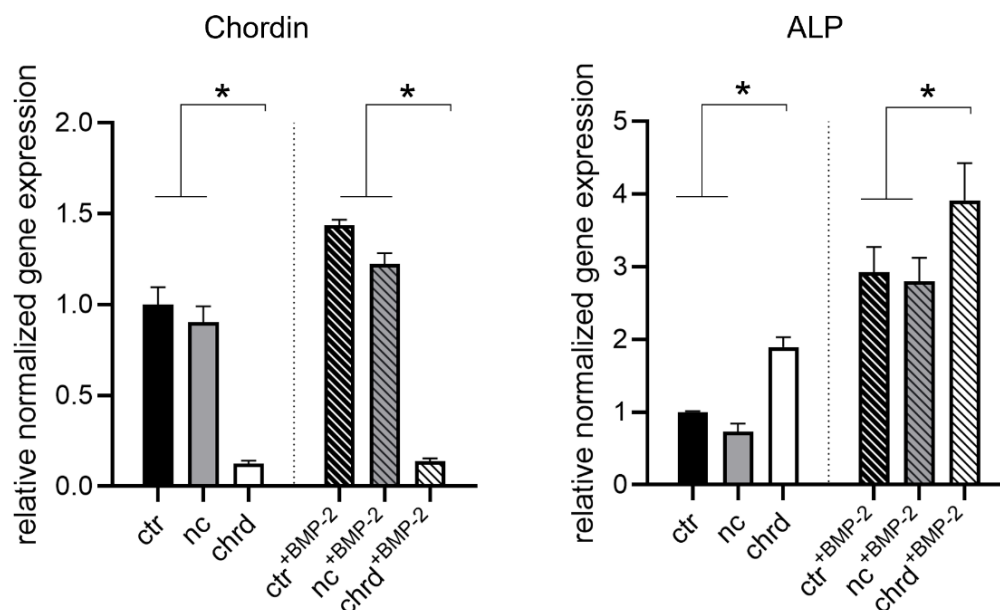 Chordin
relative normalized gene expression
2.0
1.5
1.0
0.5
0.0
*
*
ctr
nc
chrd
ctr+BMP-2
nc+BMP-2
chrd+BMP-2
ALP
relative normalized gene expression
5
4
3
2
1
0
*
*
ctr
nc
chrd
ctr+BMP-2
nc+BMP-2
chrd+BMP-2